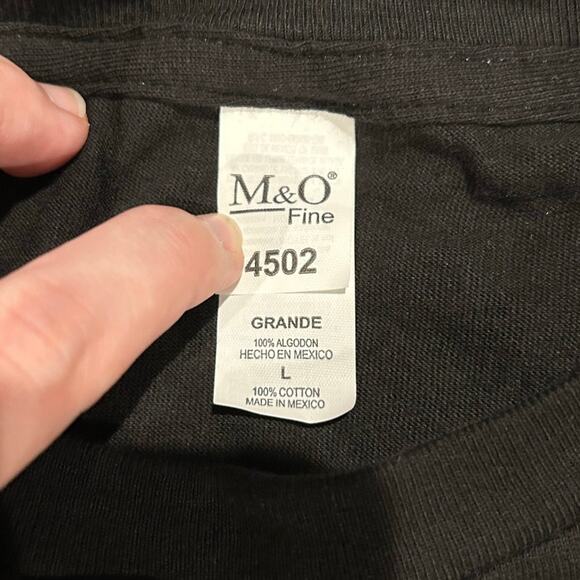 M&O®
Fine
4502
GRANDE
100% ALGODON
HECHO EN MEXICO
L
100% COTTON
MADE IN MEXICO